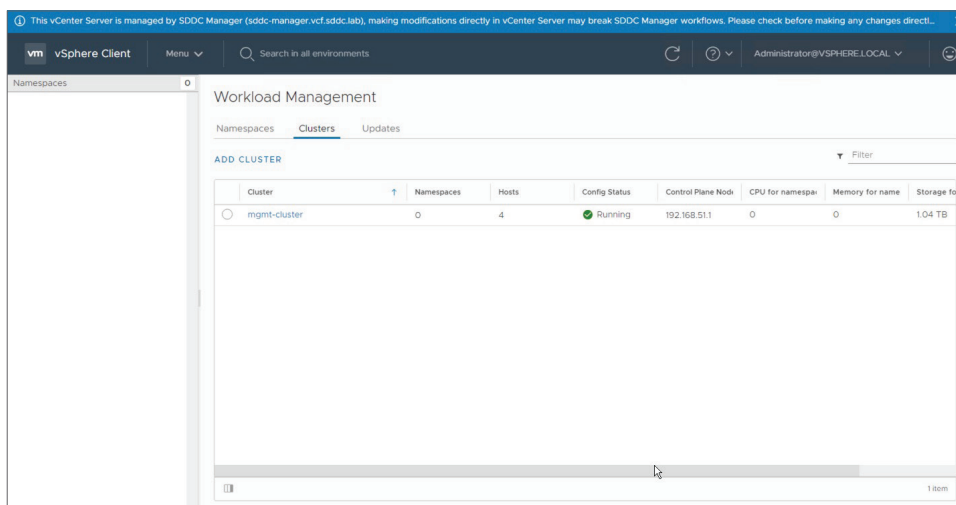 This vCenter Server is managed by SDDC Manager (sddc-manager.vcf.sddc.lab), making modifications directly in vCenter Server may break SDDC Manager workflows. Please check before making any changes directl...
vm vSphere Client Menu Search in all environments Administrator@VSPHERE.LOCAL
Namespaces 0
Workload Management
Namespaces Clusters Updates
ADD CLUSTER Filter
Cluster Namespaces Hosts Config Status Control Plane Node CPU for namespa Memory for name Storage fo
mgmt-cluster 0 4 Running 192.168.51.1 0 0 1.04 TB
1 item